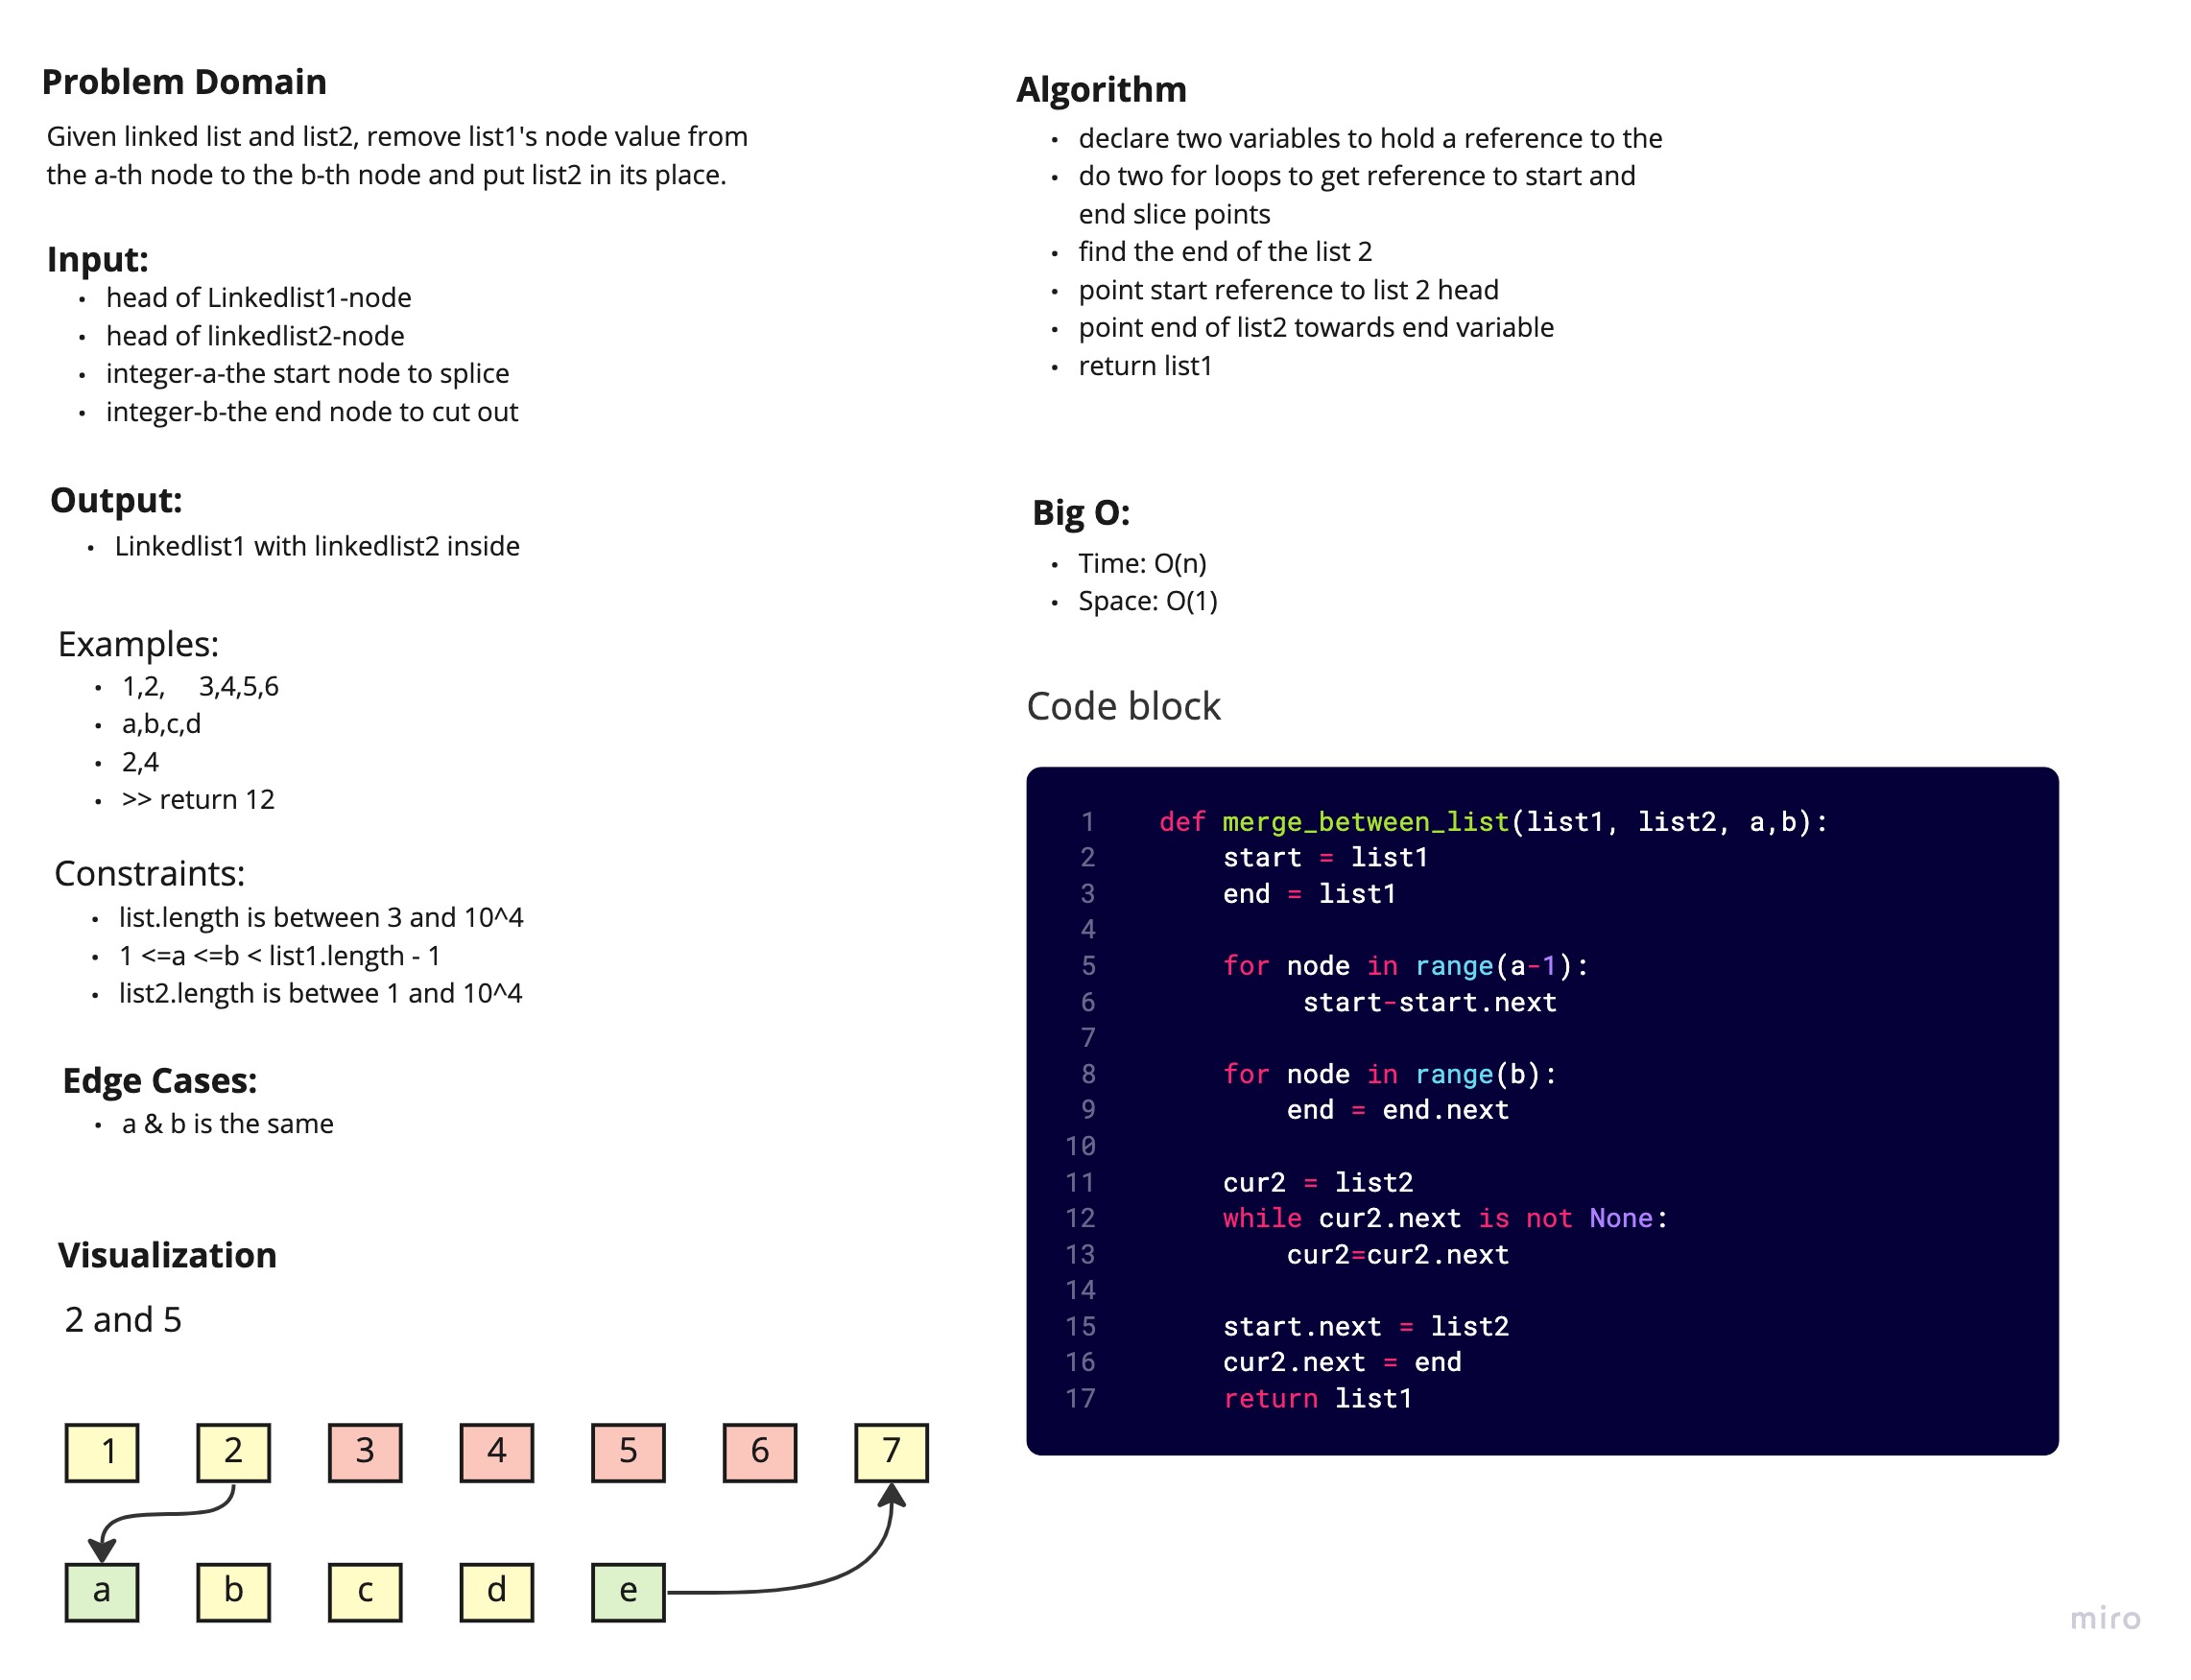 Problem Domain
Given linked list and list2, remove list1's node value from
the a-th node to the b-th node and put list2 in its place.
Input:
• head of Linkedlist1-node
• head of linkedlist2-node
• integer-a-the start node to splice
• integer-b-the end node to cut out
Output:
• Linkedlist1 with linkedlist2 inside
Examples:
• 1,2, 3,4,5,6
• a,b,c,d
• 2,4
• >> return 12
Constraints:
• list.length is between 3 and 10^4
• 1 <=a <=b < list1.length - 1
• list2.length is betwee 1 and 10^4
Edge Cases:
• a & b is the same
Visualization
2 and 5
1 2 3 4 5 6 7
a b c d e
Algorithm
• declare two variables to hold a reference to the
• do two for loops to get reference to start and
end slice points
• find the end of the list 2
• point start reference to list 2 head
• point end of list2 towards end variable
• return list1
Big O:
• Time: O(n)
• Space: O(1)
Code block
1 def merge_between_list(list1, list2, a,b):
2 start = list1
3 end = list1
4
5 for node in range(a-1):
6 start-start.next
7
8 for node in range(b):
9 end = end.next
10
11 cur2 = list2
12 while cur2.next is not None:
13 cur2=cur2.next
14
15 start.next = list2
16 cur2.next = end
17 return list1
miro